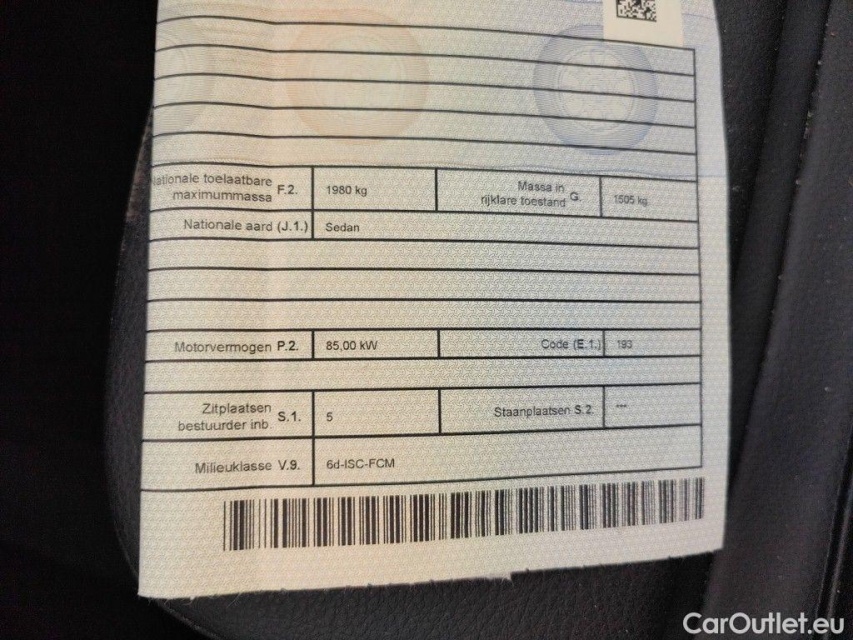 Nationale toelaatbare maximummassa F.2. 1980 kg Massa in rijklare toestand G. 1505 kg
Nationale aard (J.1.) Sedan
Motorvermogen P.2. 85,00 kW Code (E.1.) 193
Zitplaatsen bestuurder inb. S.1. 5 Staanplaatsen S.2. ---
Milieuklasse V.9. 6d-ISC-FCM
CarOutlet.eu